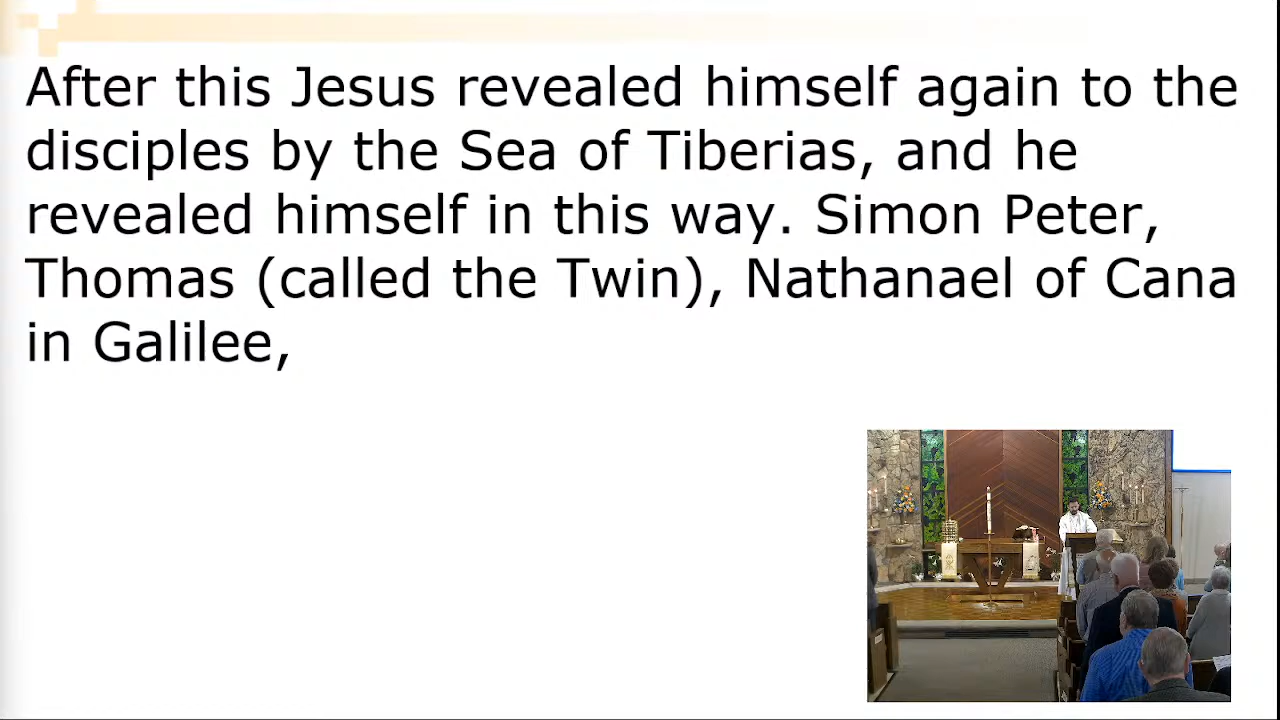 After this Jesus revealed himself again to the
disciples by the Sea of Tiberias, and he
revealed himself in this way. Simon Peter,
Thomas (called the Twin), Nathanael of Cana
in Galilee,